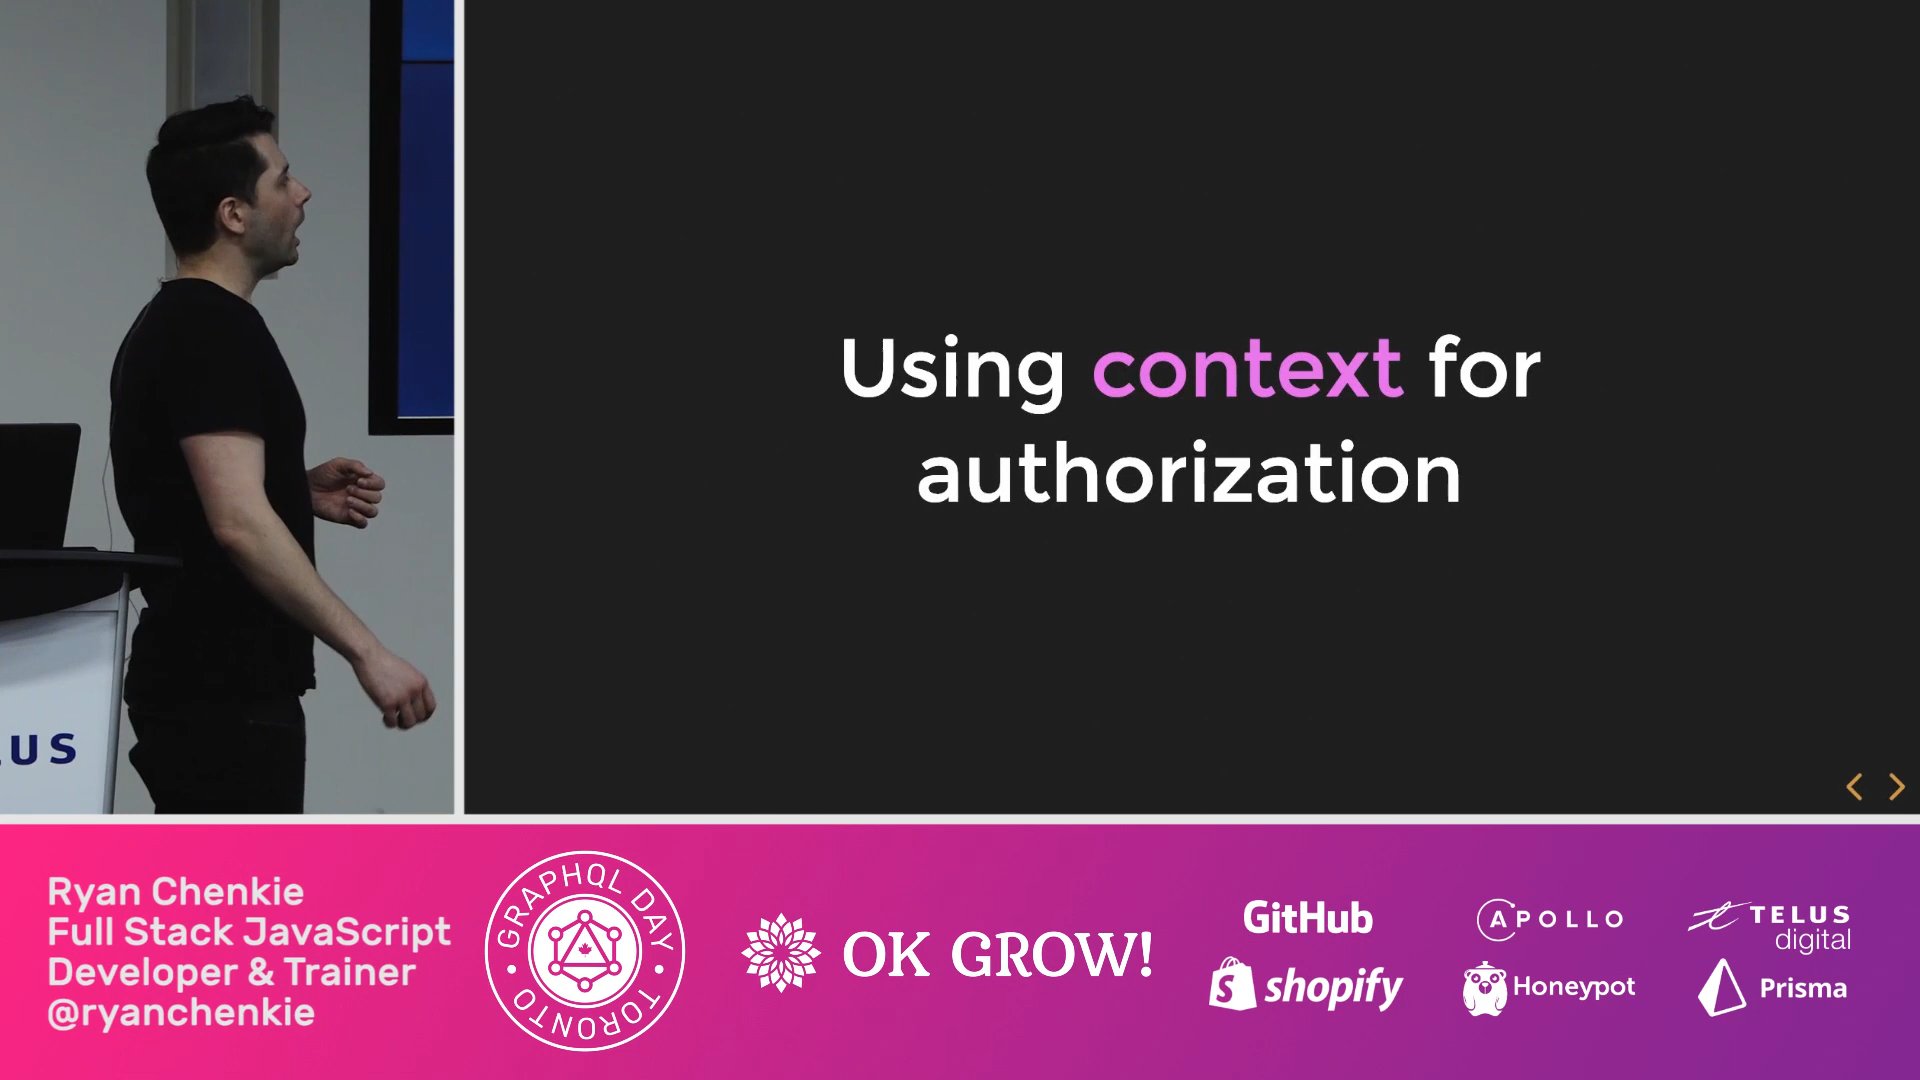 Using context for
authorization
US
Ryan Chenkie
Full Stack JavaScript
Developer & Trainer
@ryanchenkie
GRAPHQL DAY
TORONTO
OK GROW!
GitHub
APOLLO
TELUS
digital
shopify
Honeypot
Prisma